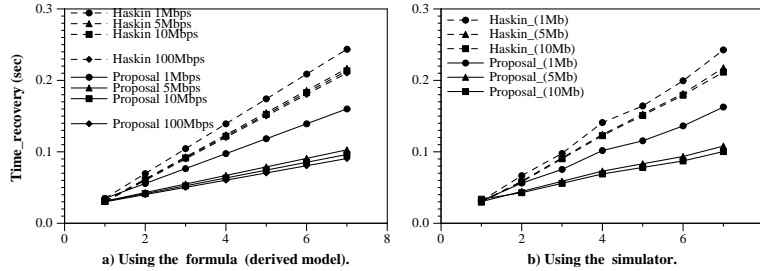 Time_recovery (sec)
0.3
0.2
0.1
0.0
Haskin 1Mbps
Haskin 5Mbps
Haskin 10Mbps
Haskin 100Mbps
Proposal 1Mbps
Proposal 5Mbps
Proposal 10Mbps
Proposal 100Mbps
0 2 4 6 8
a) Using the formula (derived model).
0.3
0.2
0.1
0.0
Haskin_(1Mb)
Haskin_(5Mb)
Haskin_(10Mb)
Proposal_(1Mb)
Proposal_(5Mb)
Proposal_(10Mb)
0 2 4 6
b) Using the simulator.